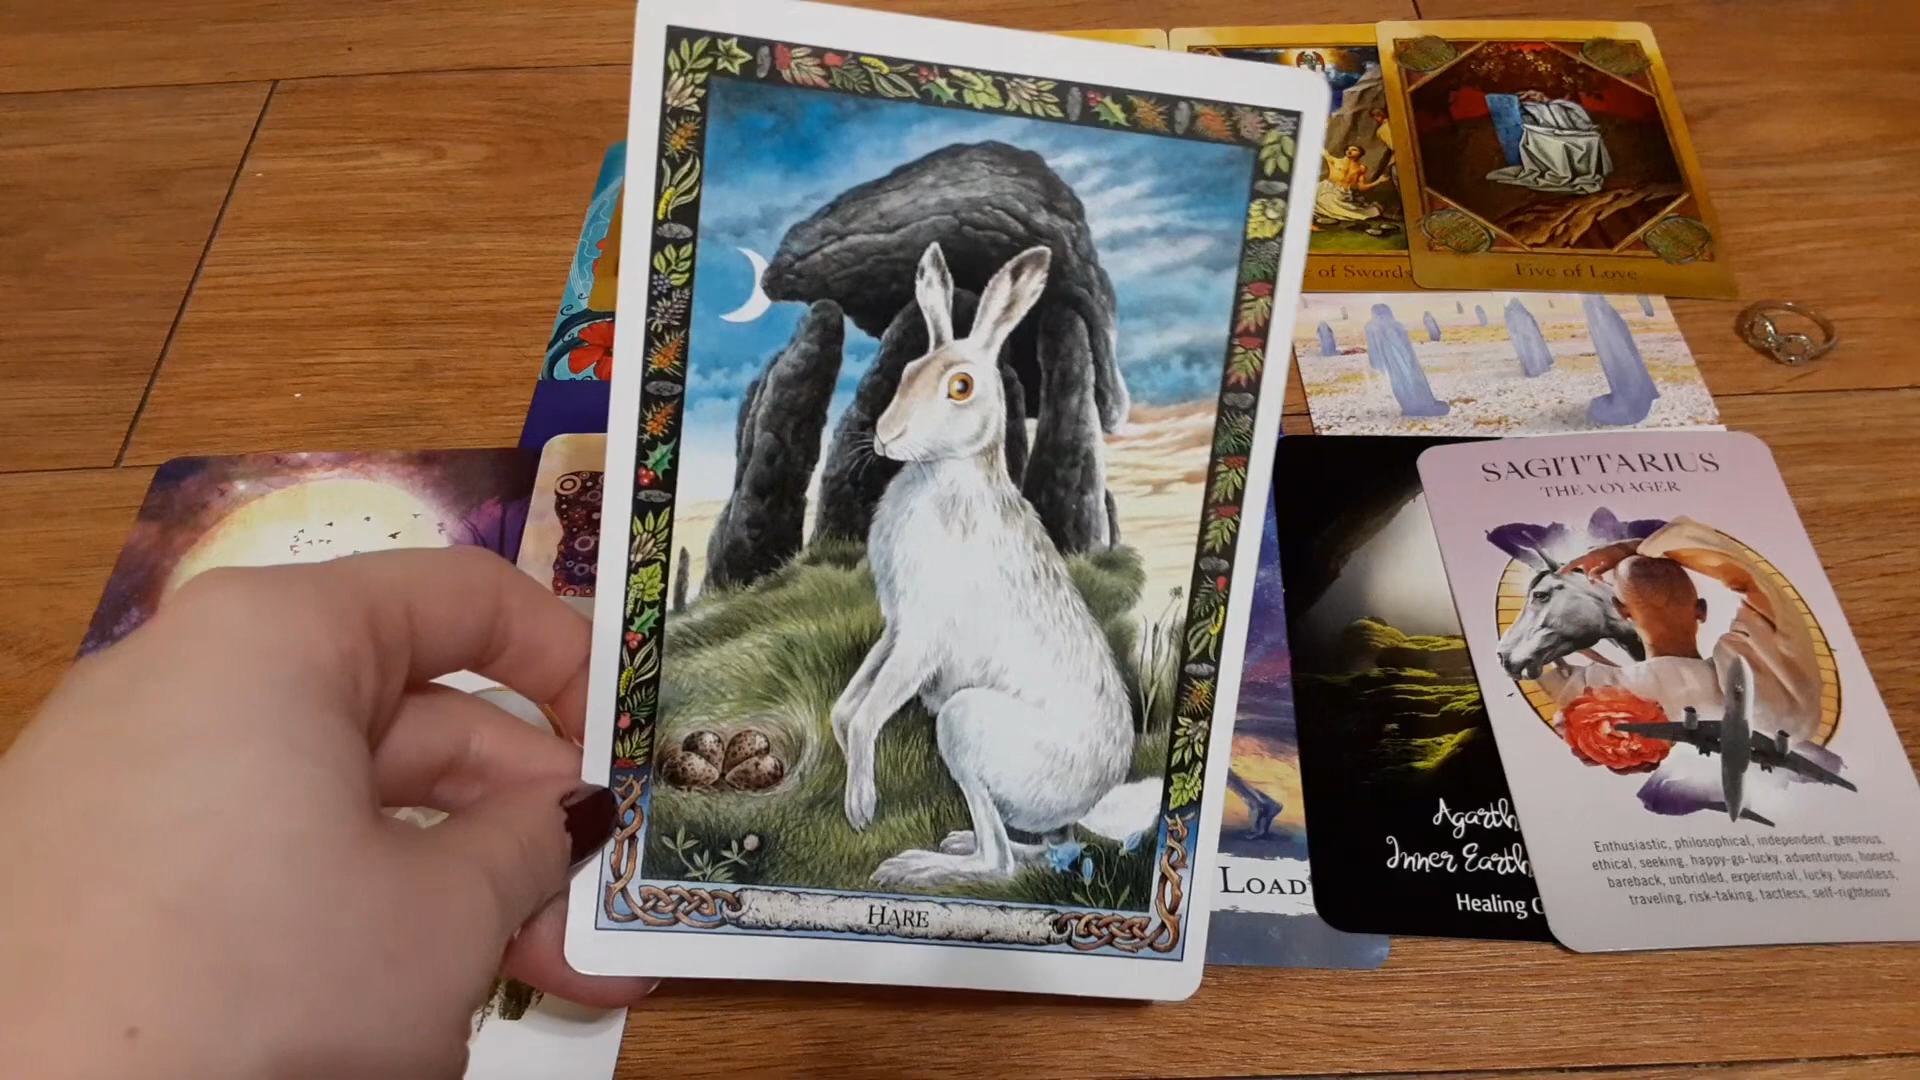 of Swords
Five of Love
SAGITTARIUS
THE VOYAGER
Enthusiastic, philosophical, independent, generous,
ethical, seeking, happy-go-lucky, adventurous, honest,
bareback, unbridled, experiential, lucky, boundless,
traveling, risk-taking, tactless, self-righteous
HARE
LOAD
Agarth
Inner Earth
Healing